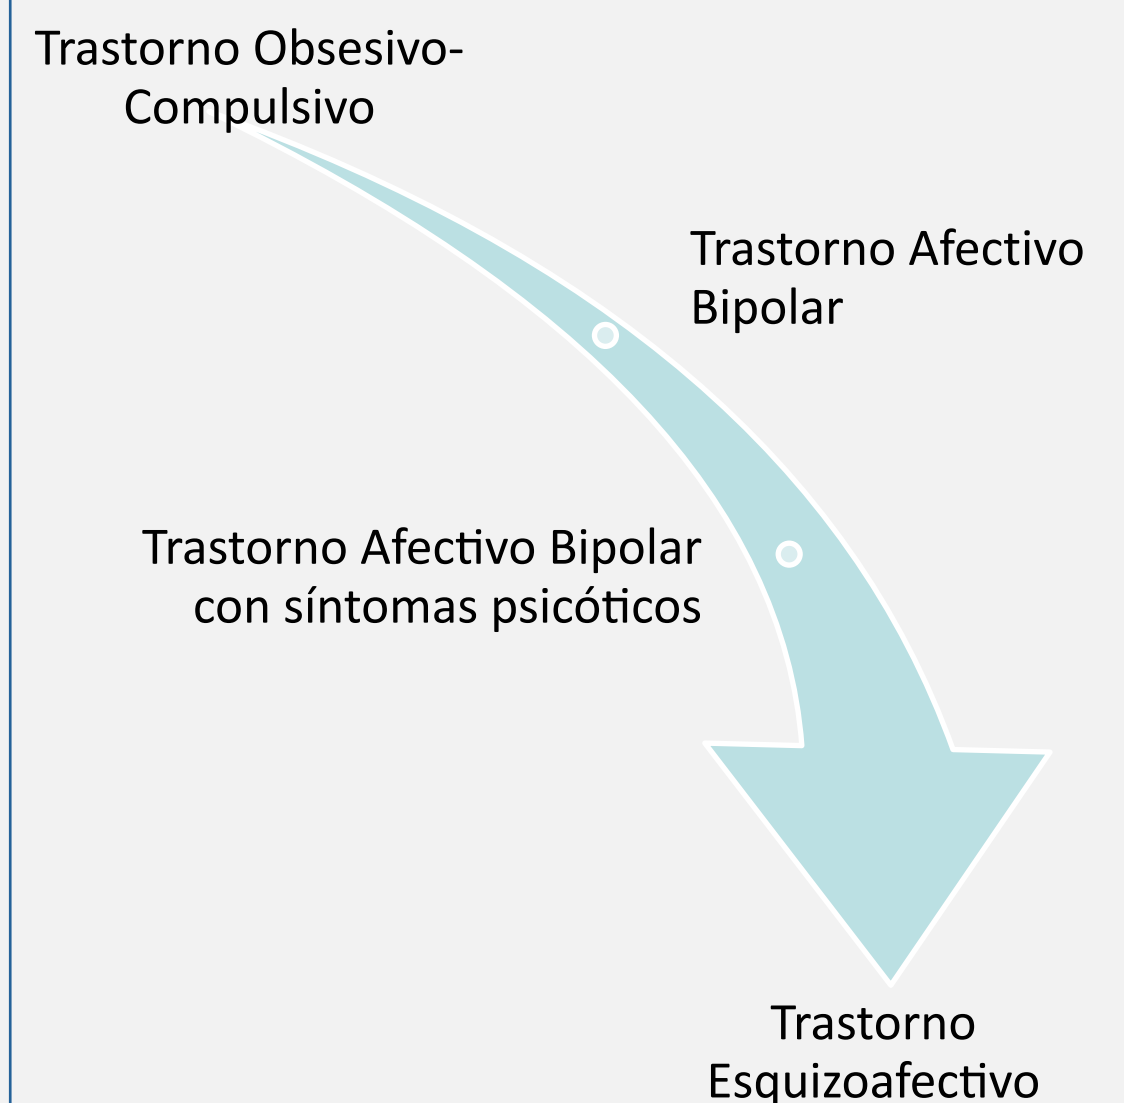 Trastorno Obsesivo-
Compulsivo
Trastorno Afectivo
Bipolar
Trastorno Afectivo Bipolar
con síntomas psicóticos
Trastorno
Esquizoafectivo